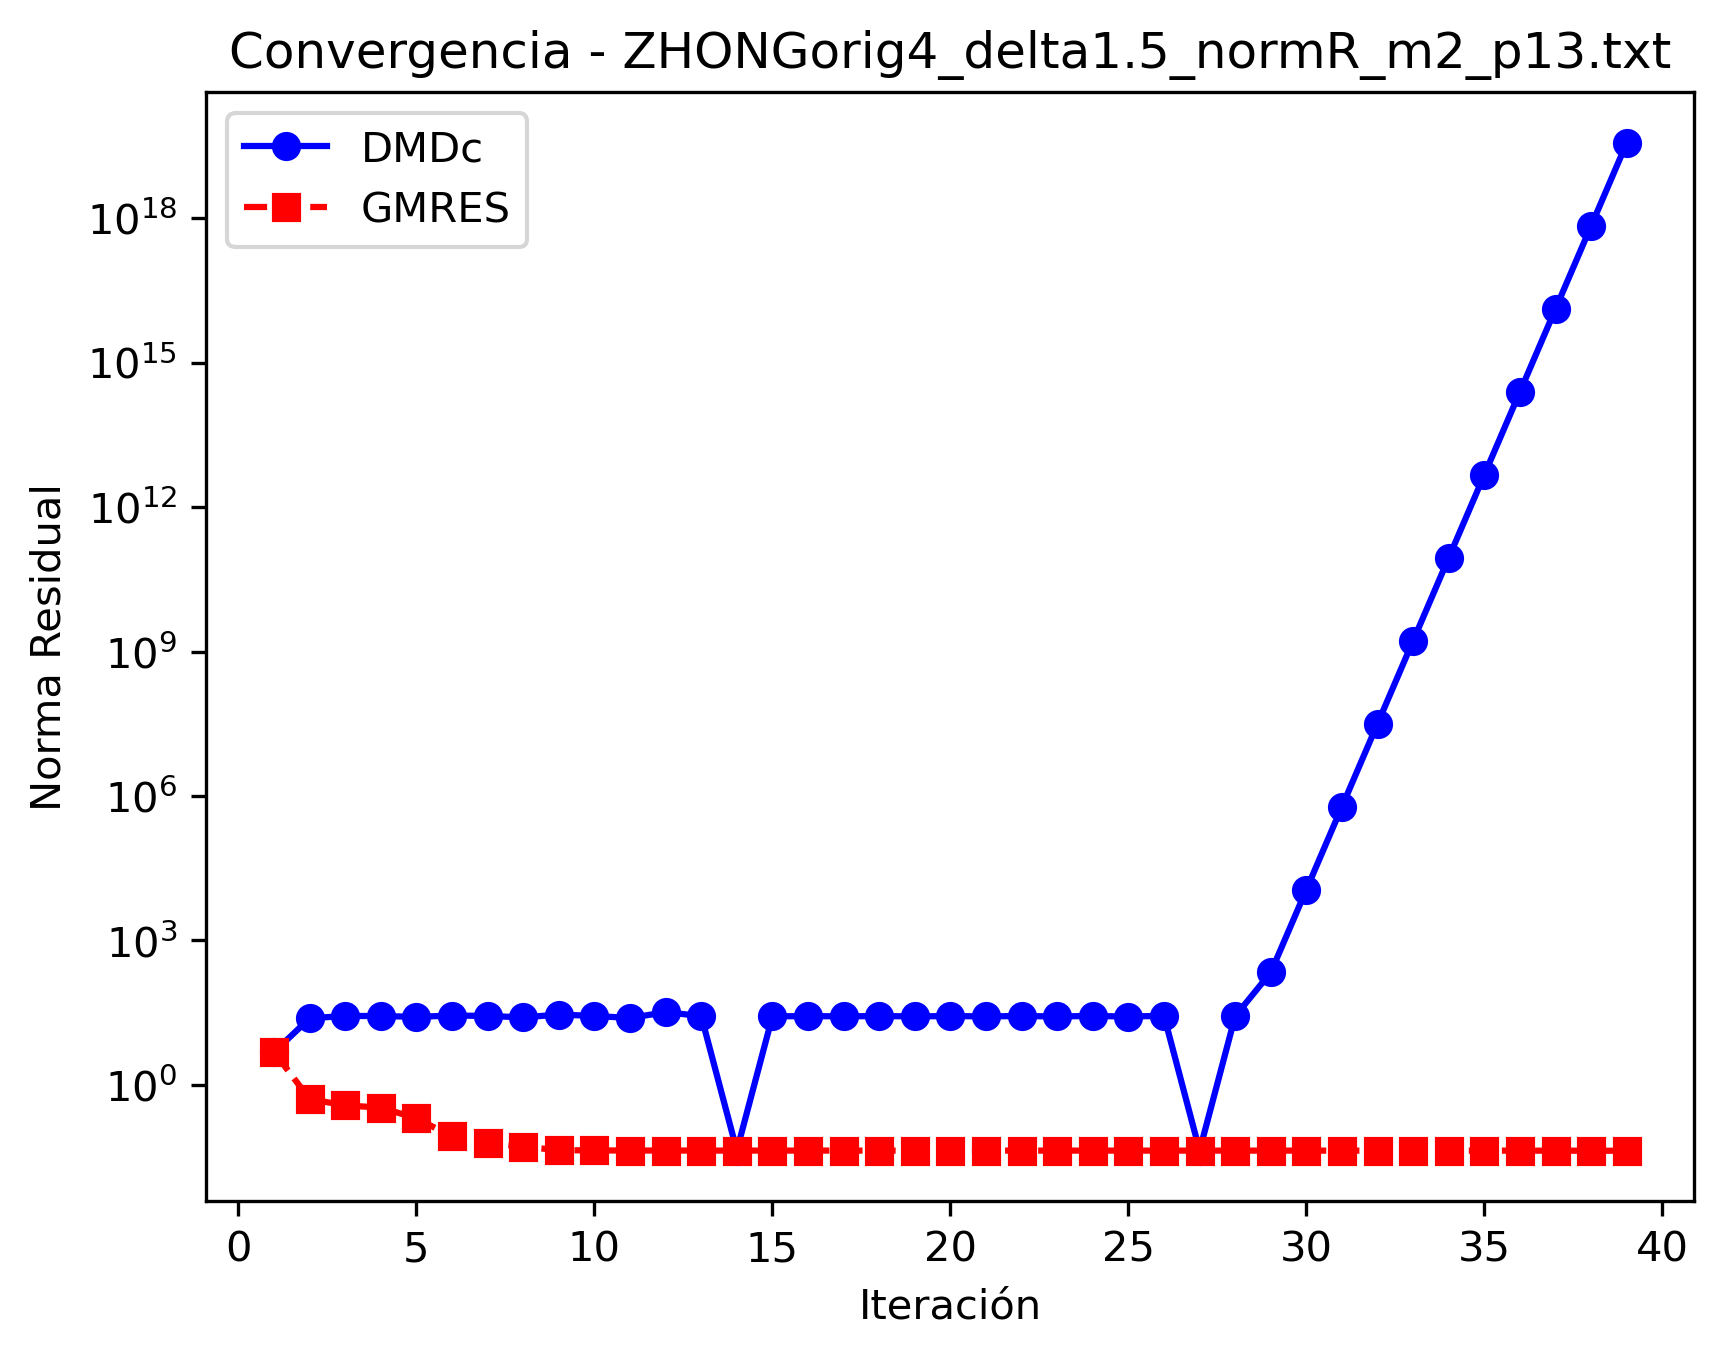 Convergencia - ZHONGorig4_delta1.5_normR_m2_p13.txt
DMDc
GMRES
Norma Residual
10^18
10^15
10^12
10^9
10^6
10^3
10^0
0 5 10 15 20 25 30 35 40
Iteración